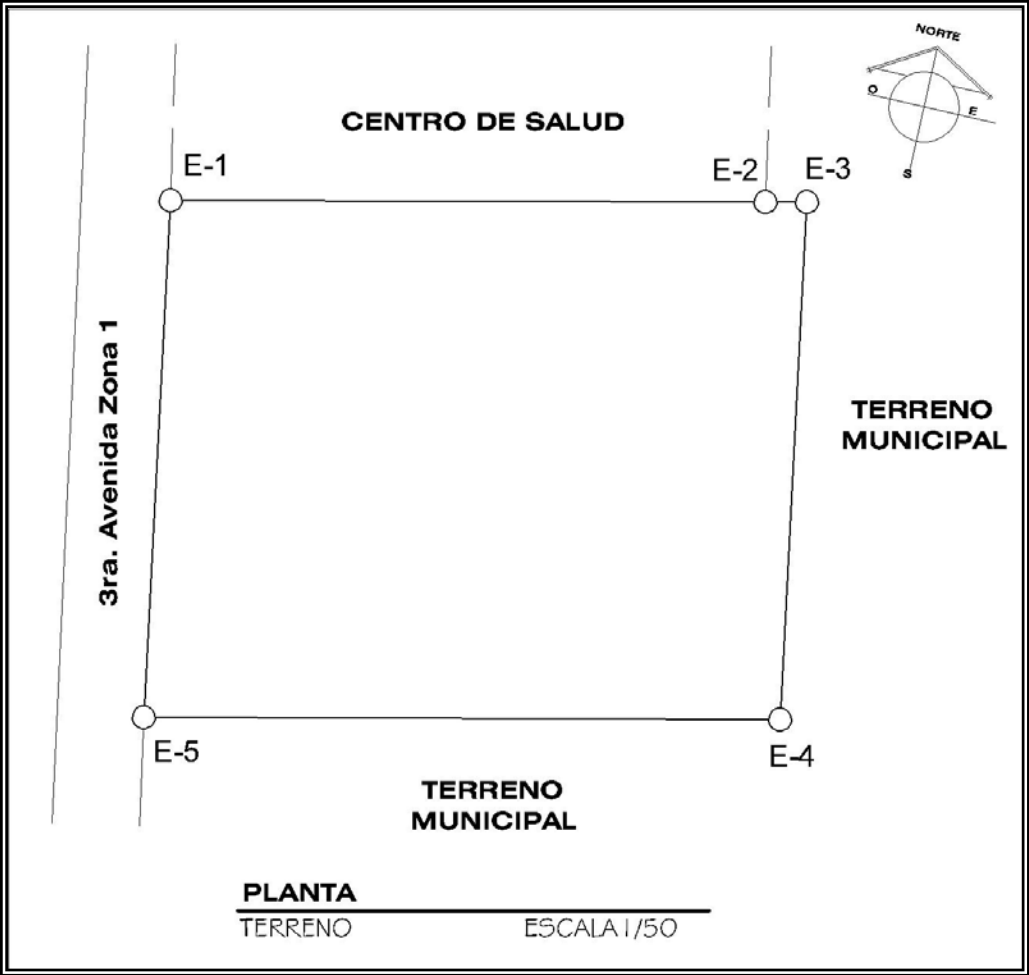 NORTE
O
E
S
CENTRO DE SALUD
E-1
E-2
E-3
3ra. Avenida Zona 1
TERRENO
MUNICIPAL
E-5
E-4
TERRENO
MUNICIPAL
PLANTA
TERRENO ESCALA 1/50